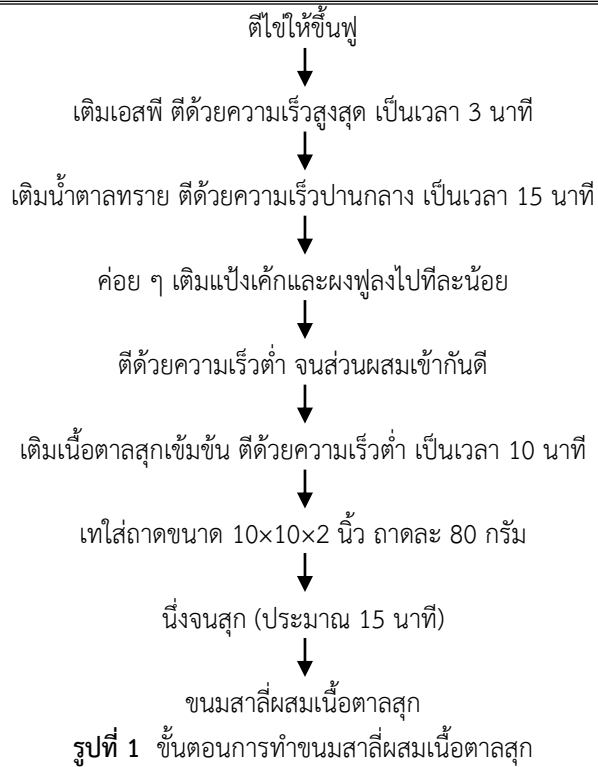 ตีไข่ให้ขึ้นฟู
เติมเอสพี ตีด้วยความเร็วสูงสุด เป็นเวลา 3 นาที
เติมน้ำตาลทราย ตีด้วยความเร็วปานกลาง เป็นเวลา 15 นาที
ค่อย ๆ เติมแป้งเค้กและผงฟูลงไปทีละน้อย
ตีด้วยความเร็วต่ำ จนส่วนผสมเข้ากันดี
เติมเนื้อตาลสุกเข้มข้น ตีด้วยความเร็วต่ำ เป็นเวลา 10 นาที
เทใส่ถาดขนาด 10×10×2 นิ้ว ถาดละ 80 กรัม
นึ่งจนสุก (ประมาณ 15 นาที)
ขนมสาลี่ผสมเนื้อตาลสุก
รูปที่ 1 ขั้นตอนการทำขนมสาลี่ผสมเนื้อตาลสุก